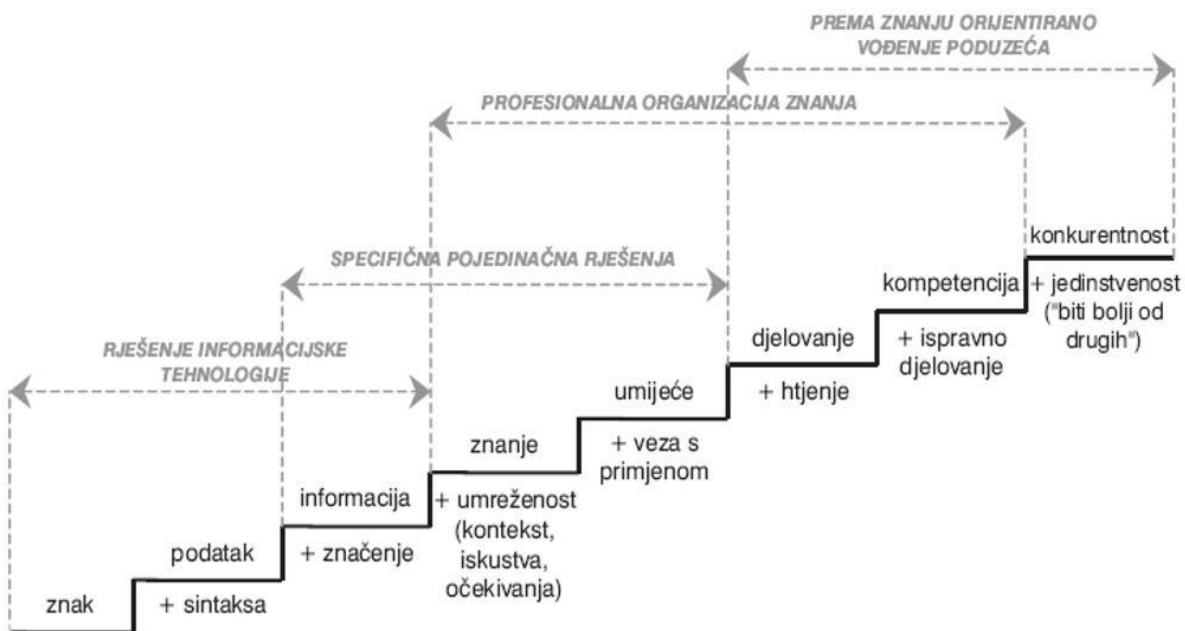 PREMA ZNANJU ORIJENTIRANO
VOĐENJE PODUZEĆA
PROFESIONALNA ORGANIZACIJA ZNANJA
SPECIFIČNA POJEDINAČNA RJEŠENJA
RJEŠENJE INFORMACIJSKE
TEHNOLOGIJE
znak
podatak
+ sintaksa
informacija
+ značenje
znanje
+ umreženost
(kontekst,
iskustva,
očekivanja)
umijeće
+ veza s
primjenom
djelovanje
+ htjenje
kompetencija
+ ispravno
djelovanje
konkurentnost
+ jedinstvenost
("biti bolji od
drugih")